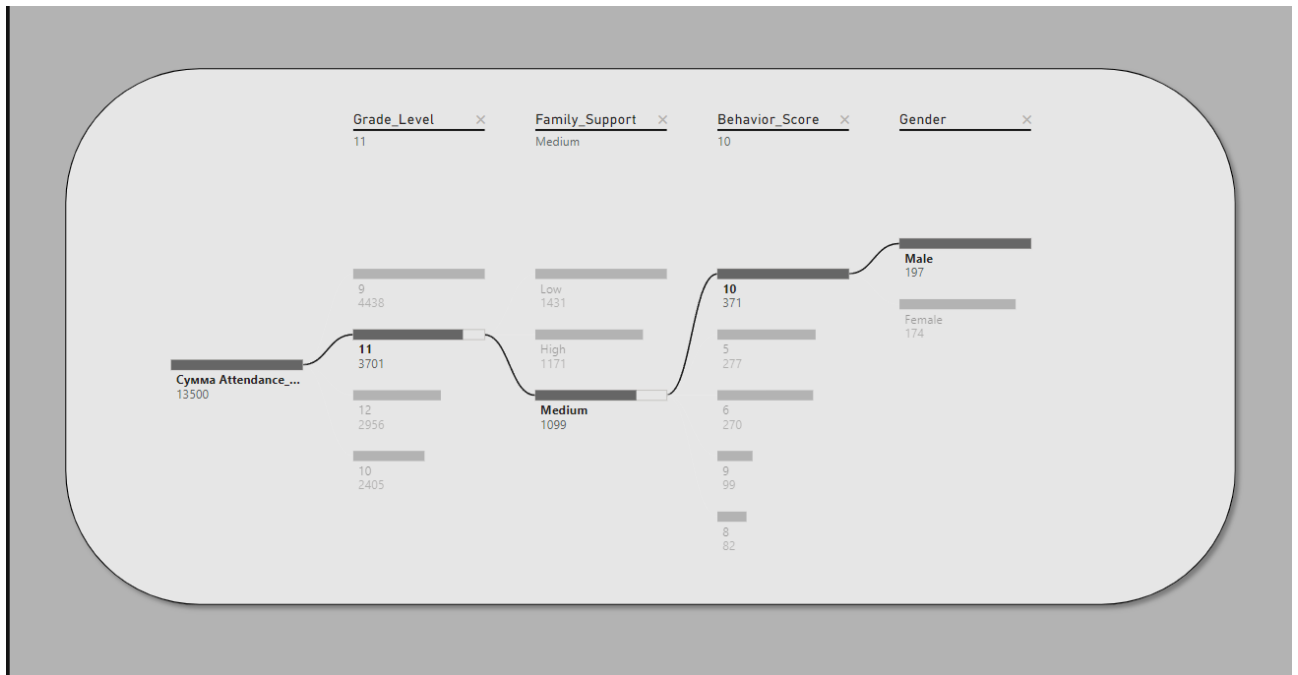 Grade_Level ×
11
Family_Support ×
Medium
Behavior_Score ×
10
Gender ×
Сумма Attendance_...
13500
9
4438
11
3701
12
2956
10
2405
Low
1431
High
1171
Medium
1099
10
371
5
277
6
270
9
99
8
82
Male
197
Female
174